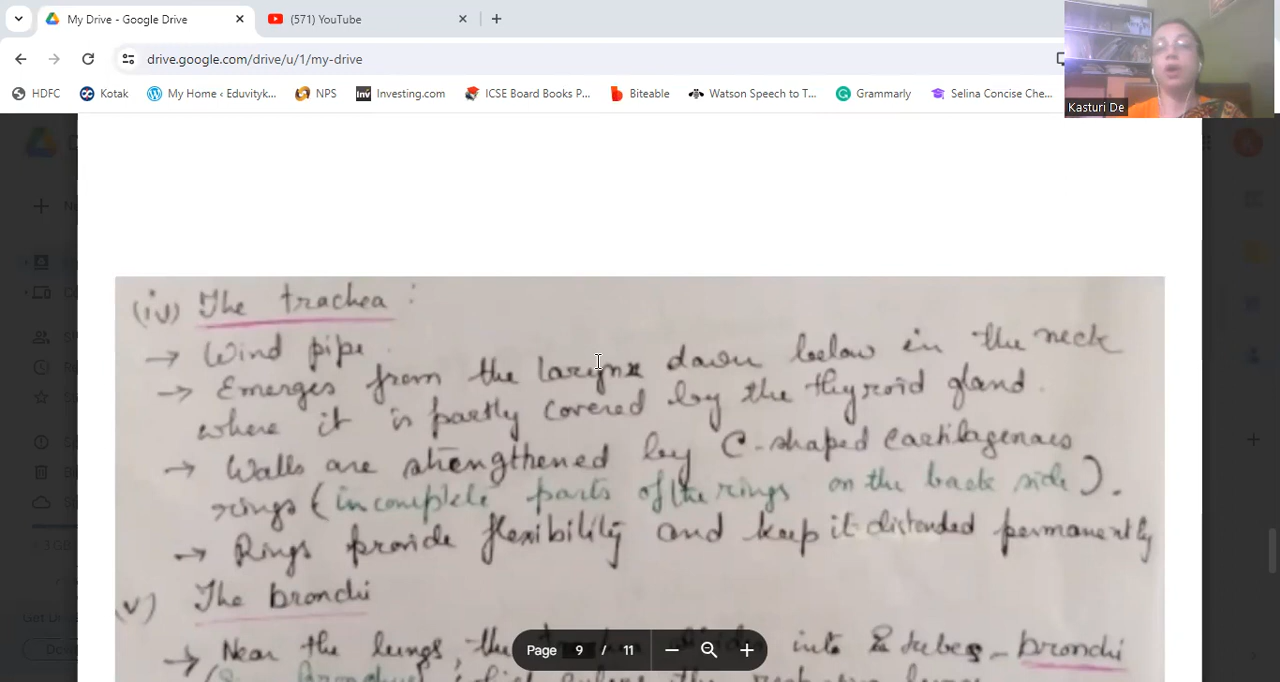 My Drive - Google Drive
(571) YouTube
drive.google.com/drive/u/1/my-drive
HDFC Kotak My Home ‹ Eduvityk... NPS Investing.com ICSE Board Books P... Biteable Watson Speech to T... Grammarly Selina Concise Che...
Kasturi De
(iv) The trachea :
→ Wind pipe
→ Emerges from the larynx down below in the neck
where it is partly covered by the thyroid gland.
→ Walls are strengthened by C-shaped cartilagenous
rings (incomplete parts of the rings on the back side).
→ Rings provide flexibility and keep it distended permanently
(v) The bronchi
→ Near the lungs, the into 2 tubes - bronchi
Page 9 / 11